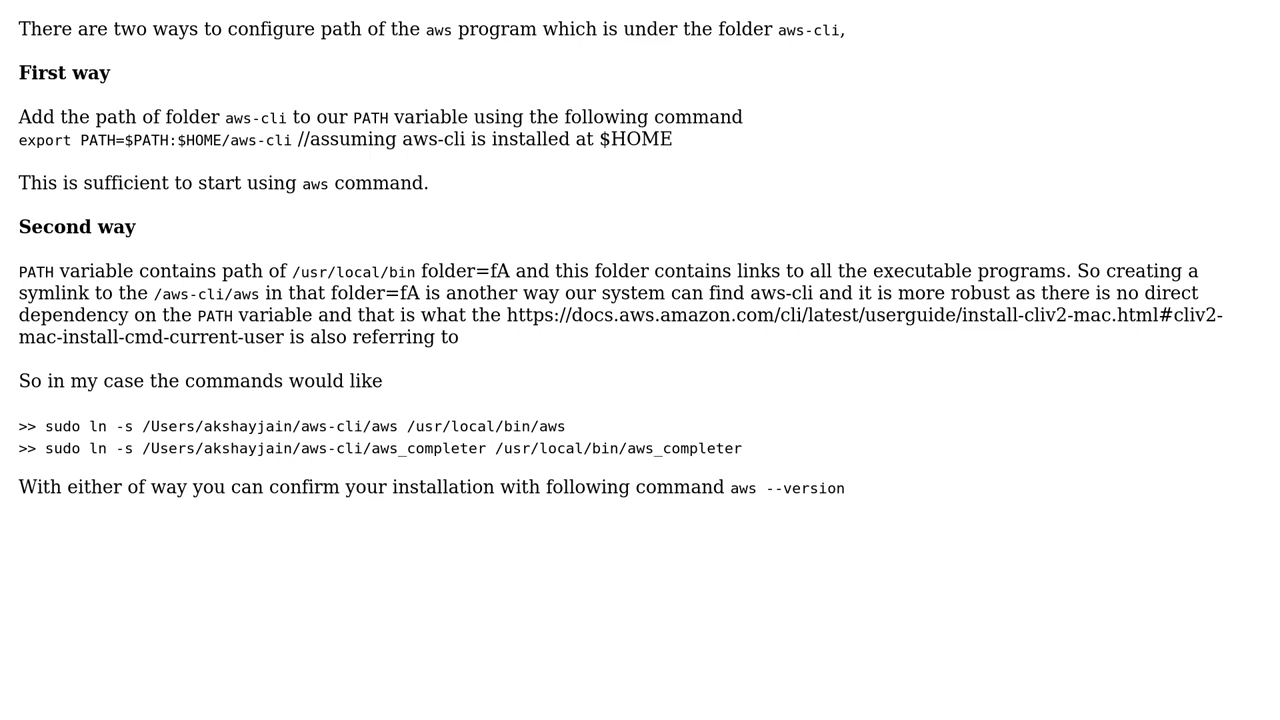 There are two ways to configure path of the aws program which is under the folder aws-cli,
First way
Add the path of folder aws-cli to our PATH variable using the following command
export PATH=$PATH:$HOME/aws-cli //assuming aws-cli is installed at $HOME
This is sufficient to start using aws command.
Second way
PATH variable contains path of /usr/local/bin folder=fA and this folder contains links to all the executable programs. So creating a
symlink to the /aws-cli/aws in that folder=fA is another way our system can find aws-cli and it is more robust as there is no direct
dependency on the PATH variable and that is what the https://docs.aws.amazon.com/cli/latest/userguide/install-cliv2-mac.html#cliv2-
mac-install-cmd-current-user is also referring to
So in my case the commands would like
>> sudo ln -s /Users/akshayjain/aws-cli/aws /usr/local/bin/aws
>> sudo ln -s /Users/akshayjain/aws-cli/aws_completer /usr/local/bin/aws_completer
With either of way you can confirm your installation with following command aws --version